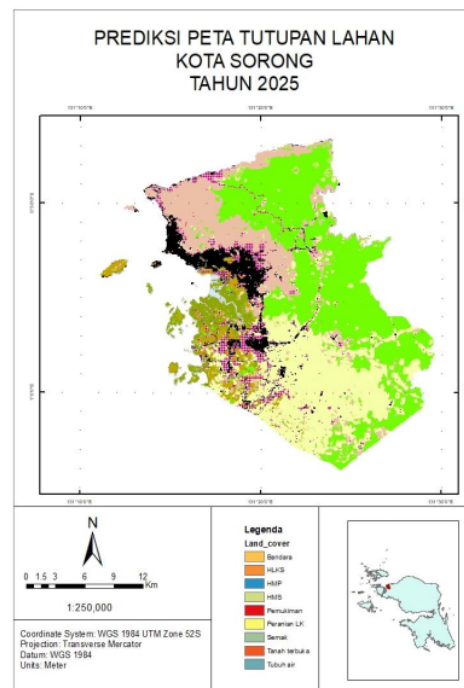 PREDIKSI PETA TUTUPAN LAHAN
KOTA SORONG
TAHUN 2025
N
0 1.5 3 6 9 12
Km
1:250,000
Coordinate System: WGS 1984 UTM Zone 52S
Projection: Transverse Mercator
Datum: WGS 1984
Units: Meter
Legenda
Land_cover
Bandara
HLKS
HMP
HMS
Pemukiman
Peranian LK
Semak
Tanah terbuka
Tubuh air